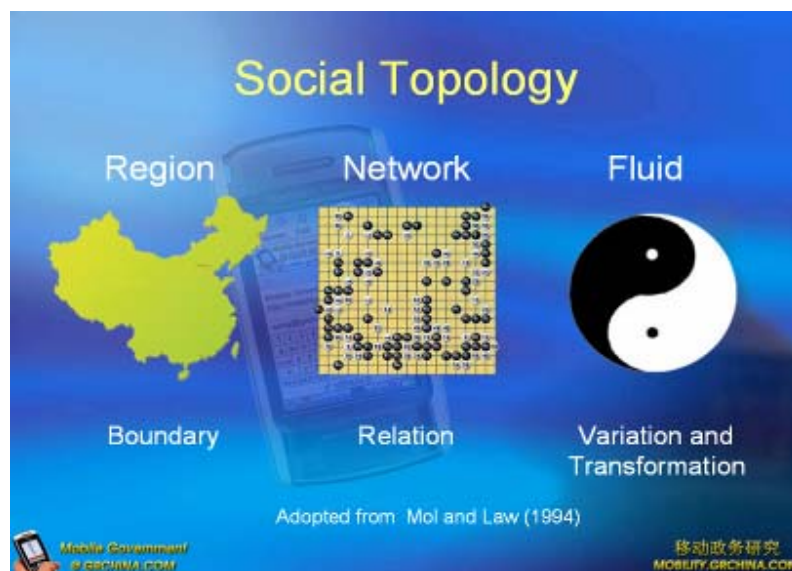 Social Topology
Region
Network
Fluid
Boundary
Relation
Variation and
Transformation
Adopted from Mol and Law (1994)
Mobile Government
@ GRCHINA.COM
移动政务研究
MOBILITY.GRCHINA.COM